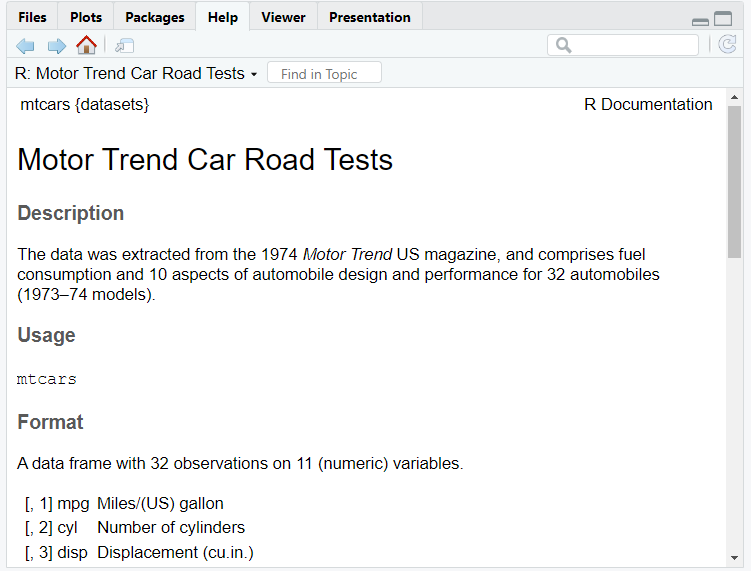 Files Plots Packages Help Viewer Presentation
R: Motor Trend Car Road Tests Find in Topic
mtcars {datasets} R Documentation
Motor Trend Car Road Tests
Description
The data was extracted from the 1974 Motor Trend US magazine, and comprises fuel
consumption and 10 aspects of automobile design and performance for 32 automobiles
(1973–74 models).
Usage
mtcars
Format
A data frame with 32 observations on 11 (numeric) variables.
[, 1] mpg Miles/(US) gallon
[, 2] cyl Number of cylinders
[, 3] disp Displacement (cu.in.)